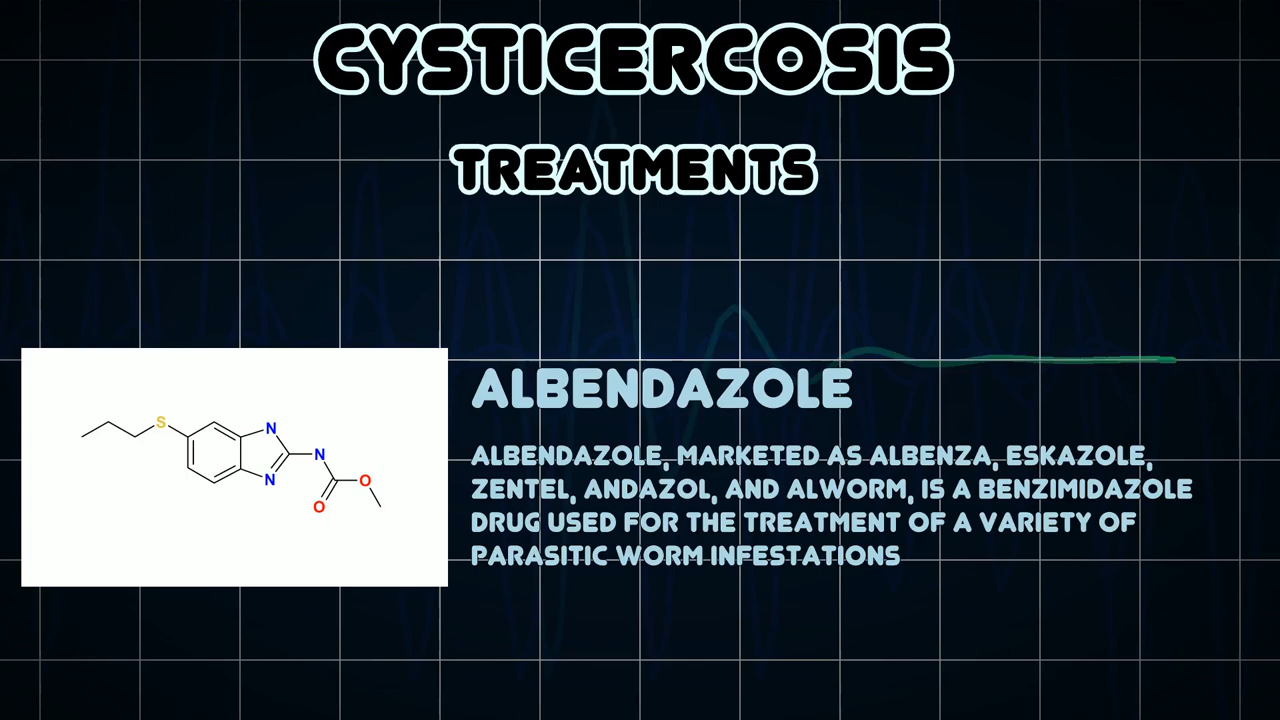 CYSTICERCOSIS
TREATMENTS
ALBENDAZOLE
ALBENDAZOLE, MARKETED AS ALBENZA, ESKAZOLE,
ZENTEL, ANDAZOL, AND ALWORM, IS A BENZIMIDAZOLE
DRUG USED FOR THE TREATMENT OF A VARIETY OF
PARASITIC WORM INFESTATIONS
S
N
N
N
O
O